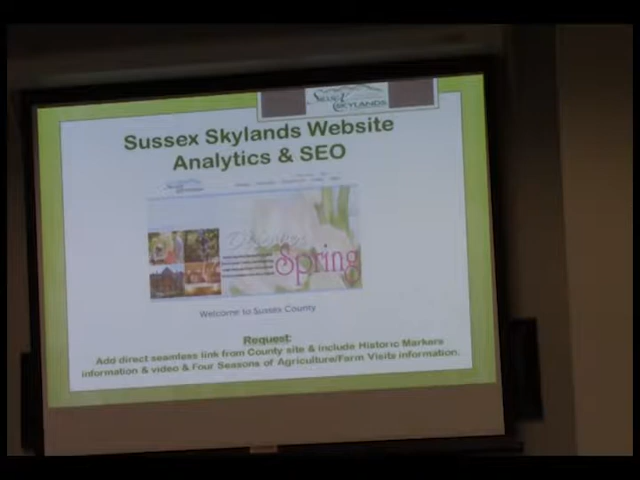 Sussex
SKYLANDS
Sussex Skylands Website
Analytics & SEO
Discover
Spring
Welcome to Sussex County
Request:
Add direct seamless link from County site & include Historic Markers
information & video & Four Seasons of Agriculture/Farm Visits information.